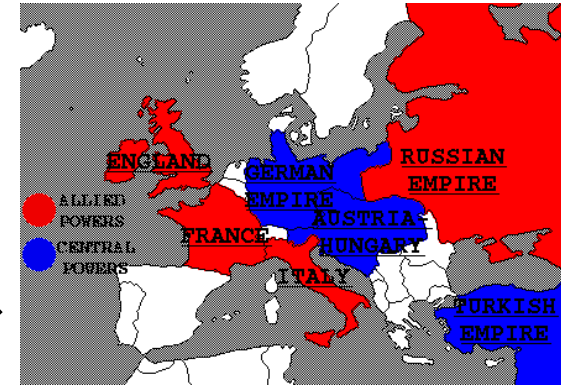 ENGLAND
GERMAN
EMPIRE
RUSSIAN
EMPIRE
ALLIED
POWERS
AUSTRIA-
HUNGARY
FRANCE
CENTRAL
POWERS
ITALY
TURKISH
EMPIRE